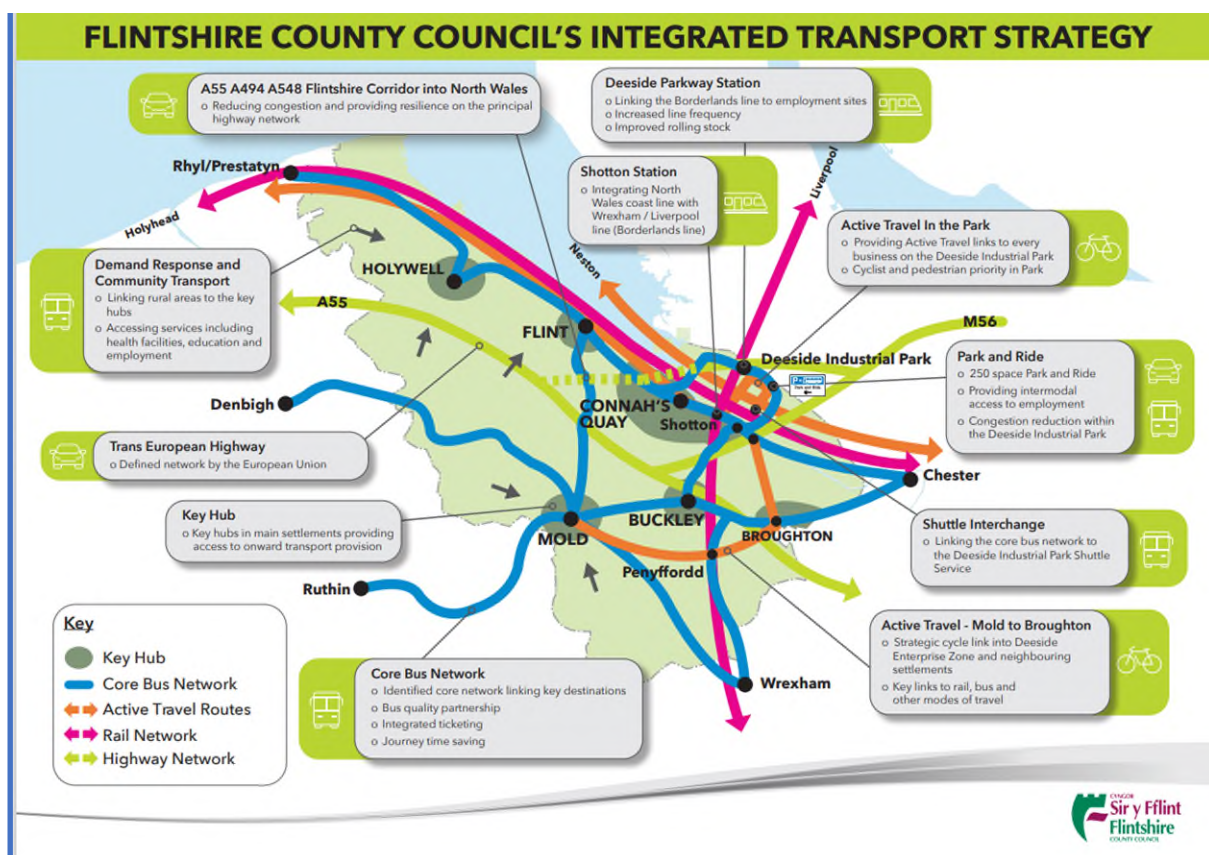 FLINTSHIRE COUNTY COUNCIL'S INTEGRATED TRANSPORT STRATEGY
A55 A494 A548 Flintshire Corridor into North Wales
o Reducing congestion and providing resilience on the principal
highway network
Deeside Parkway Station
o Linking the Borderlands line to employment sites
o Increased line frequency
o Improved rolling stock
Rhyl/Prestatyn
Holyhead
Shotton Station
o Integrating North
Wales coast line with
Wrexham / Liverpool
line (Borderlands line)
Liverpool
Active Travel In the Park
o Providing Active Travel links to every
business on the Deeside Industrial Park
o Cyclist and pedestrian priority in Park
Neston
Demand Response and
Community Transport
o Linking rural areas to the key
hubs
o Accessing services including
health facilities, education and
employment
HOLYWELL
A55
FLINT
M56
Deeside Industrial Park
Park and Ride
o 250 space Park and Ride
o Providing intermodal
access to employment
o Congestion reduction within
the Deeside Industrial Park
Denbigh
CONNAH'S
QUAY
Shotton
Trans European Highway
o Defined network by the European Union
Chester
Key Hub
o Key hubs in main settlements providing
access to onward transport provision
MOLD
BUCKLEY
BROUGHTON
Shuttle Interchange
o Linking the core bus network to
the Deeside Industrial Park Shuttle
Service
Penyffordd
Ruthin
Active Travel - Mold to Broughton
o Strategic cycle link into Deeside
Enterprise Zone and neighbouring
settlements
o Key links to rail, bus and
other modes of travel
Key
Key Hub
Core Bus Network
Active Travel Routes
Rail Network
Highway Network
Core Bus Network
o Identified core network linking key destinations
o Bus quality partnership
o Integrated ticketing
o Journey time saving
Wrexham
CYNGOR
Sir y Fflint
Flintshire
COUNTY COUNCIL